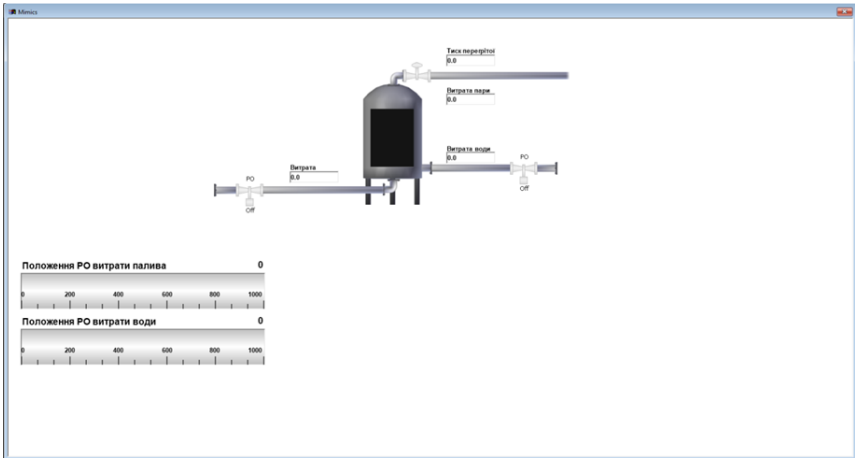 Mimics
Тиск перегрітої
0.0
Витрата пари
0.0
Витрата води
0.0
PO
Off
Витрата
0.0
PO
Off
Положення РО витрати палива 0
0 200 400 600 800 1000
Положення РО витрати води 0
0 200 400 600 800 1000